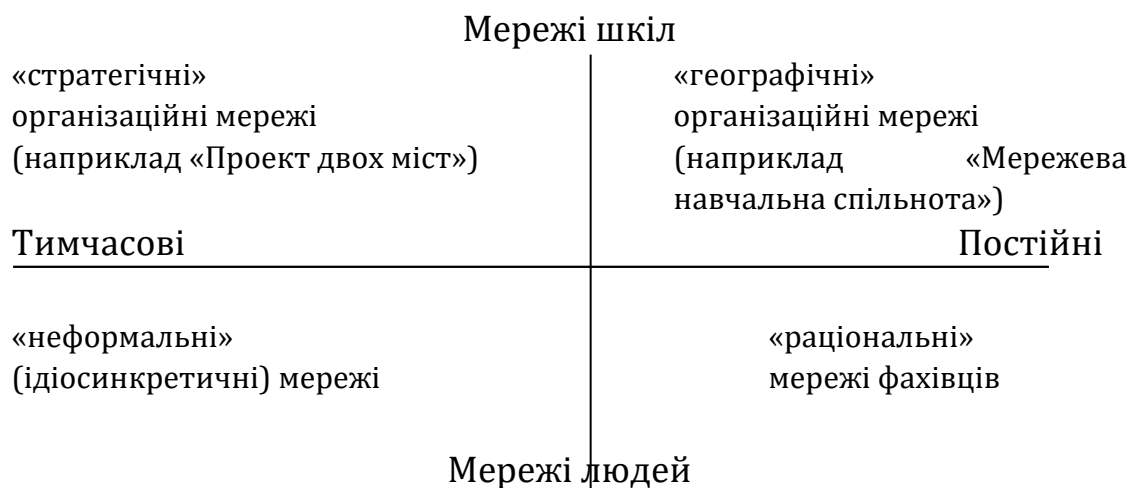 Мережі шкіл
«стратегічні»
організаційні мережі
(наприклад «Проект двох міст»)
«географічні»
організаційні мережі
(наприклад «Мережева
навчальна спільнота»)
Тимчасові
Постійні
«неформальні»
(ідіосинкретичні) мережі
«раціональні»
мережі фахівців
Мережі людей